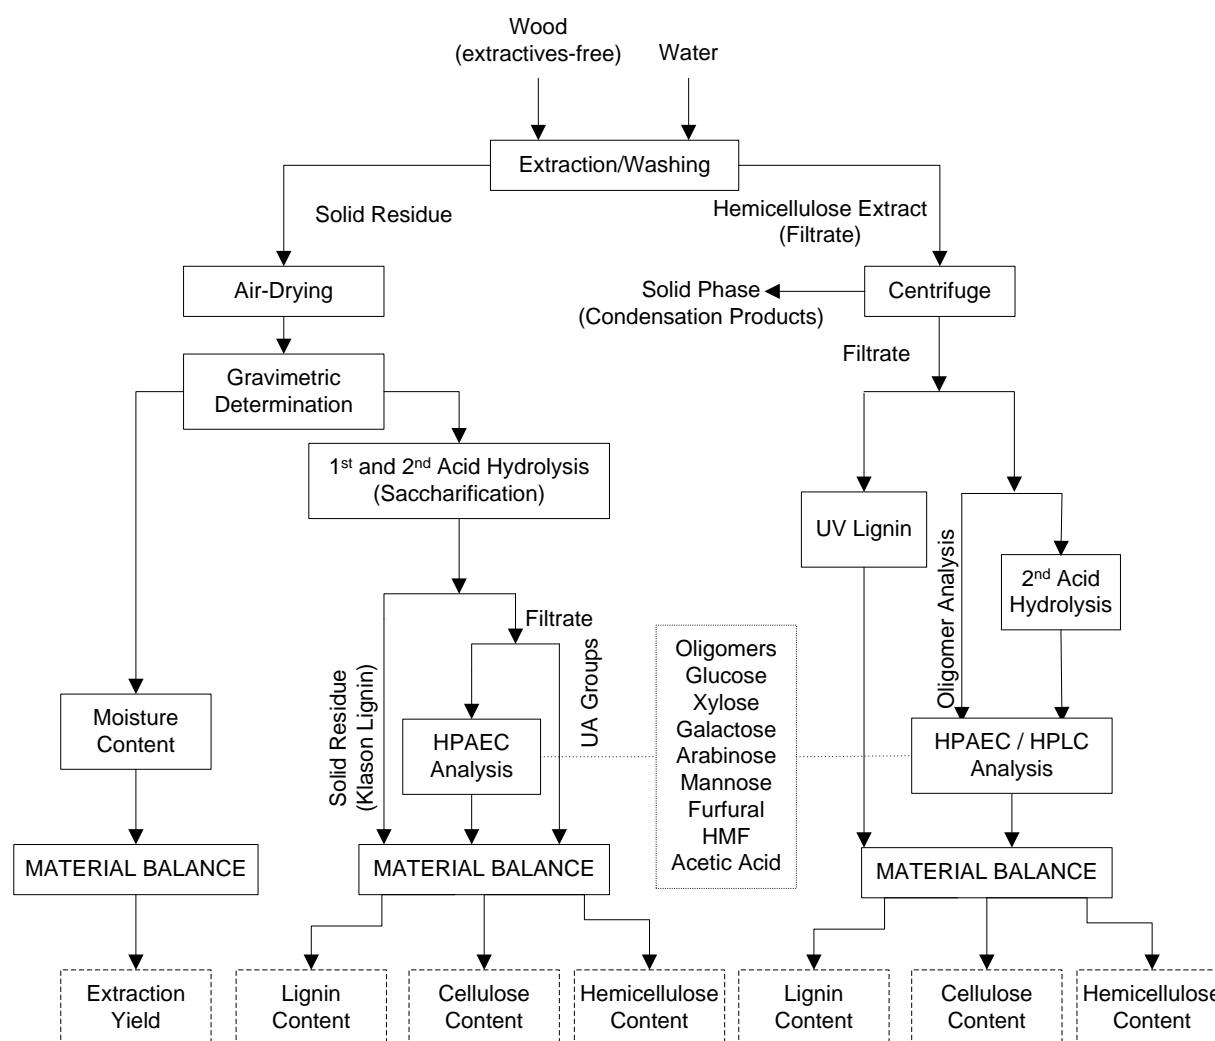 Wood
(extractives-free)
Water
Extraction/Washing
Solid Residue
Hemicellulose Extract
(Filtrate)
Air-Drying
Solid Phase
(Condensation Products)
Centrifuge
Filtrate
Gravimetric
Determination
1st and 2nd Acid Hydrolysis
(Saccharification)
UV Lignin
Oligomer Analysis
2nd Acid
Hydrolysis
Filtrate
UA Groups
Solid Residue
(Klason Lignin)
Oligomers
Glucose
Xylose
Galactose
Arabinose
Mannose
Furfural
HMF
Acetic Acid
Moisture
Content
HPAEC
Analysis
HPAEC / HPLC
Analysis
MATERIAL BALANCE
MATERIAL BALANCE
MATERIAL BALANCE
Extraction
Yield
Lignin
Content
Cellulose
Content
Hemicellulose
Content
Lignin
Content
Cellulose
Content
Hemicellulose
Content